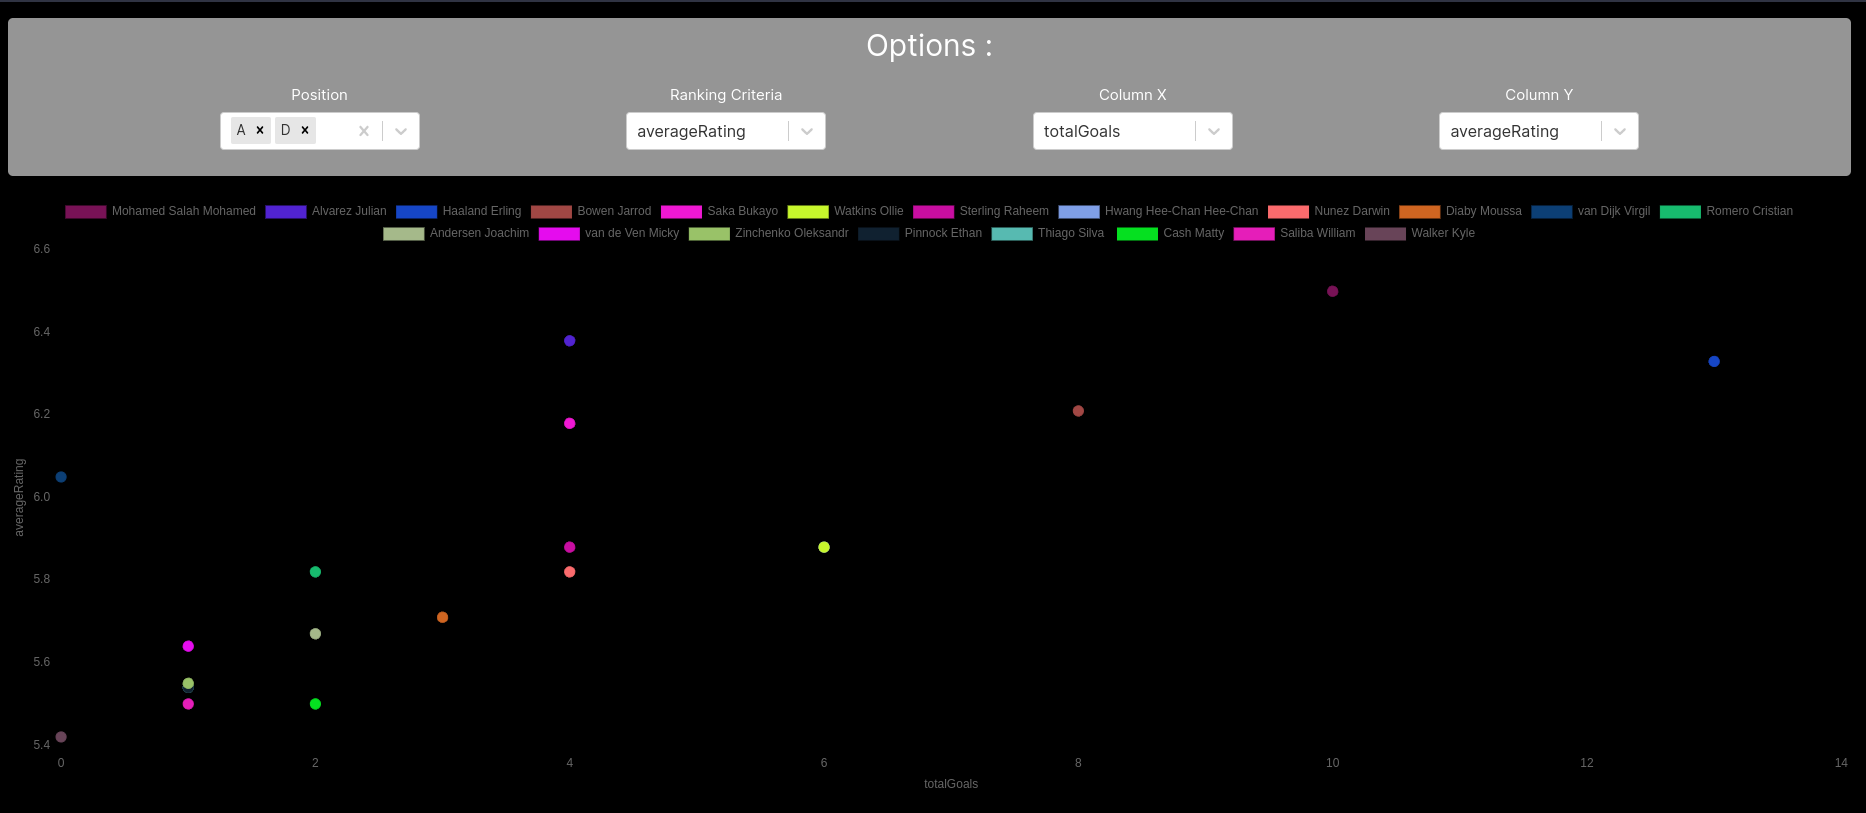 Options :
Position Ranking Criteria Column X Column Y
A × D × averageRating totalGoals averageRating
Mohamed Salah Mohamed Alvarez Julian Haaland Erling Bowen Jarrod Saka Bukayo Watkins Ollie Sterling Raheem Hwang Hee-Chan Hee-Chan Nunez Darwin Diaby Moussa van Dijk Virgil Romero Cristian
Andersen Joachim van de Ven Micky Zinchenko Oleksandr Pinnock Ethan Thiago Silva Cash Matty Saliba William Walker Kyle
6.6
6.4
6.2
6.0
5.8
5.6
5.4
averageRating
0 2 4 6 8 10 12 14
totalGoals